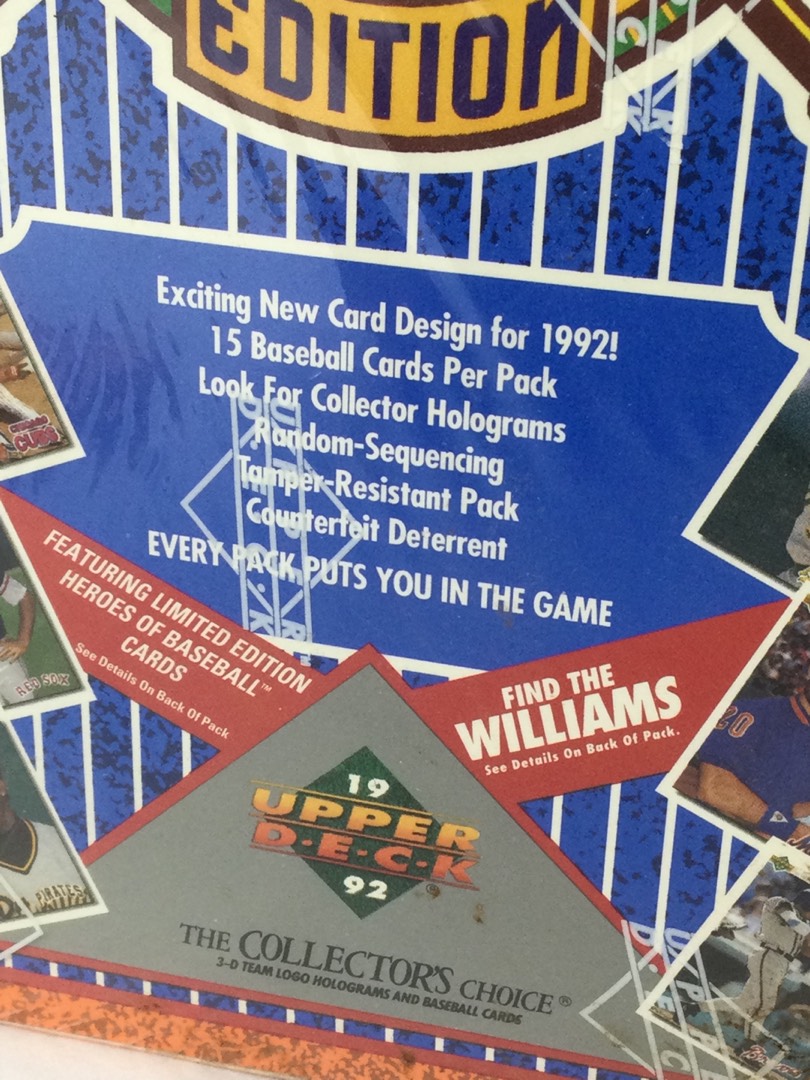 EDITION
Exciting New Card Design for 1992!
15 Baseball Cards Per Pack
Look For Collector Holograms
Random-Sequencing
Tamper-Resistant Pack
Counterfeit Deterrent
EVERY PACK PUTS YOU IN THE GAME
FEATURING LIMITED EDITION
HEROES OF BASEBALL™
CARDS
See Details On Back Of Pack
FIND THE
WILLIAMS
See Details On Back Of Pack.
19
UPPER
D·E·C·K
92 ®
THE COLLECTOR'S CHOICE ®
3-D TEAM LOGO HOLOGRAMS AND BASEBALL CARDS
CUBS
RED SOX
PIRATES